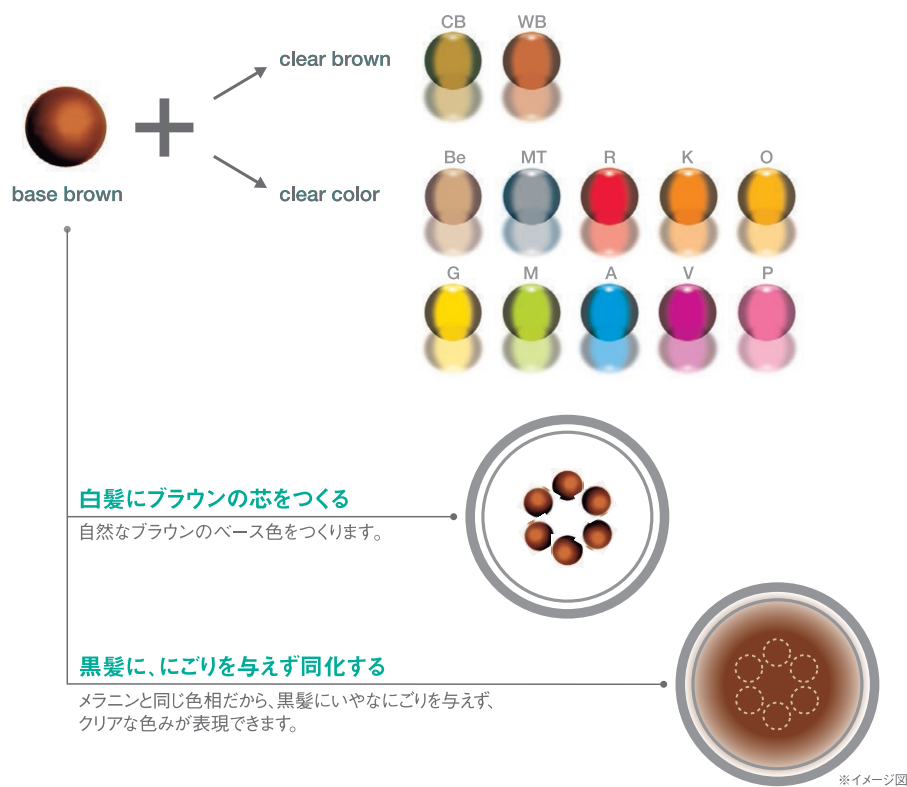 CB WB
clear brown
base brown
clear color
Be MT R K O
G M A V P
白髪にブラウンの芯をつくる
自然なブラウンのベース色をつくります。
黒髪に、にごりを与えず同化する
メラニンと同じ色相だから、黒髪にいやなにごりを与えず、
クリアな色みが表現できます。
※イメージ図